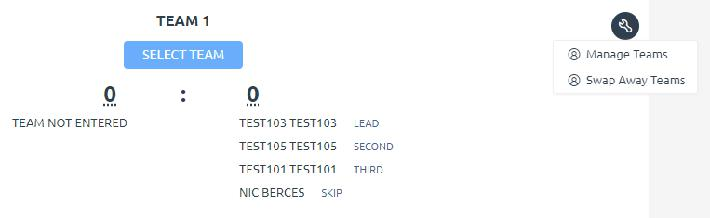 TEAM 1
SELECT TEAM
Manage Teams
Swap Away Teams
0 : 0
TEAM NOT ENTERED
TEST103 TEST103 LEAD
TEST105 TEST105 SECOND
TEST101 TEST101 THIRD
NIC BERCES SKIP